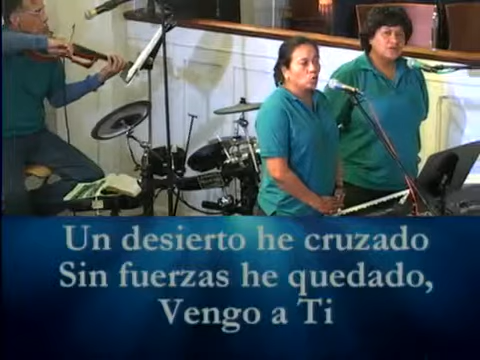 Un desierto he cruzado
Sin fuerzas he quedado,
Vengo a Ti